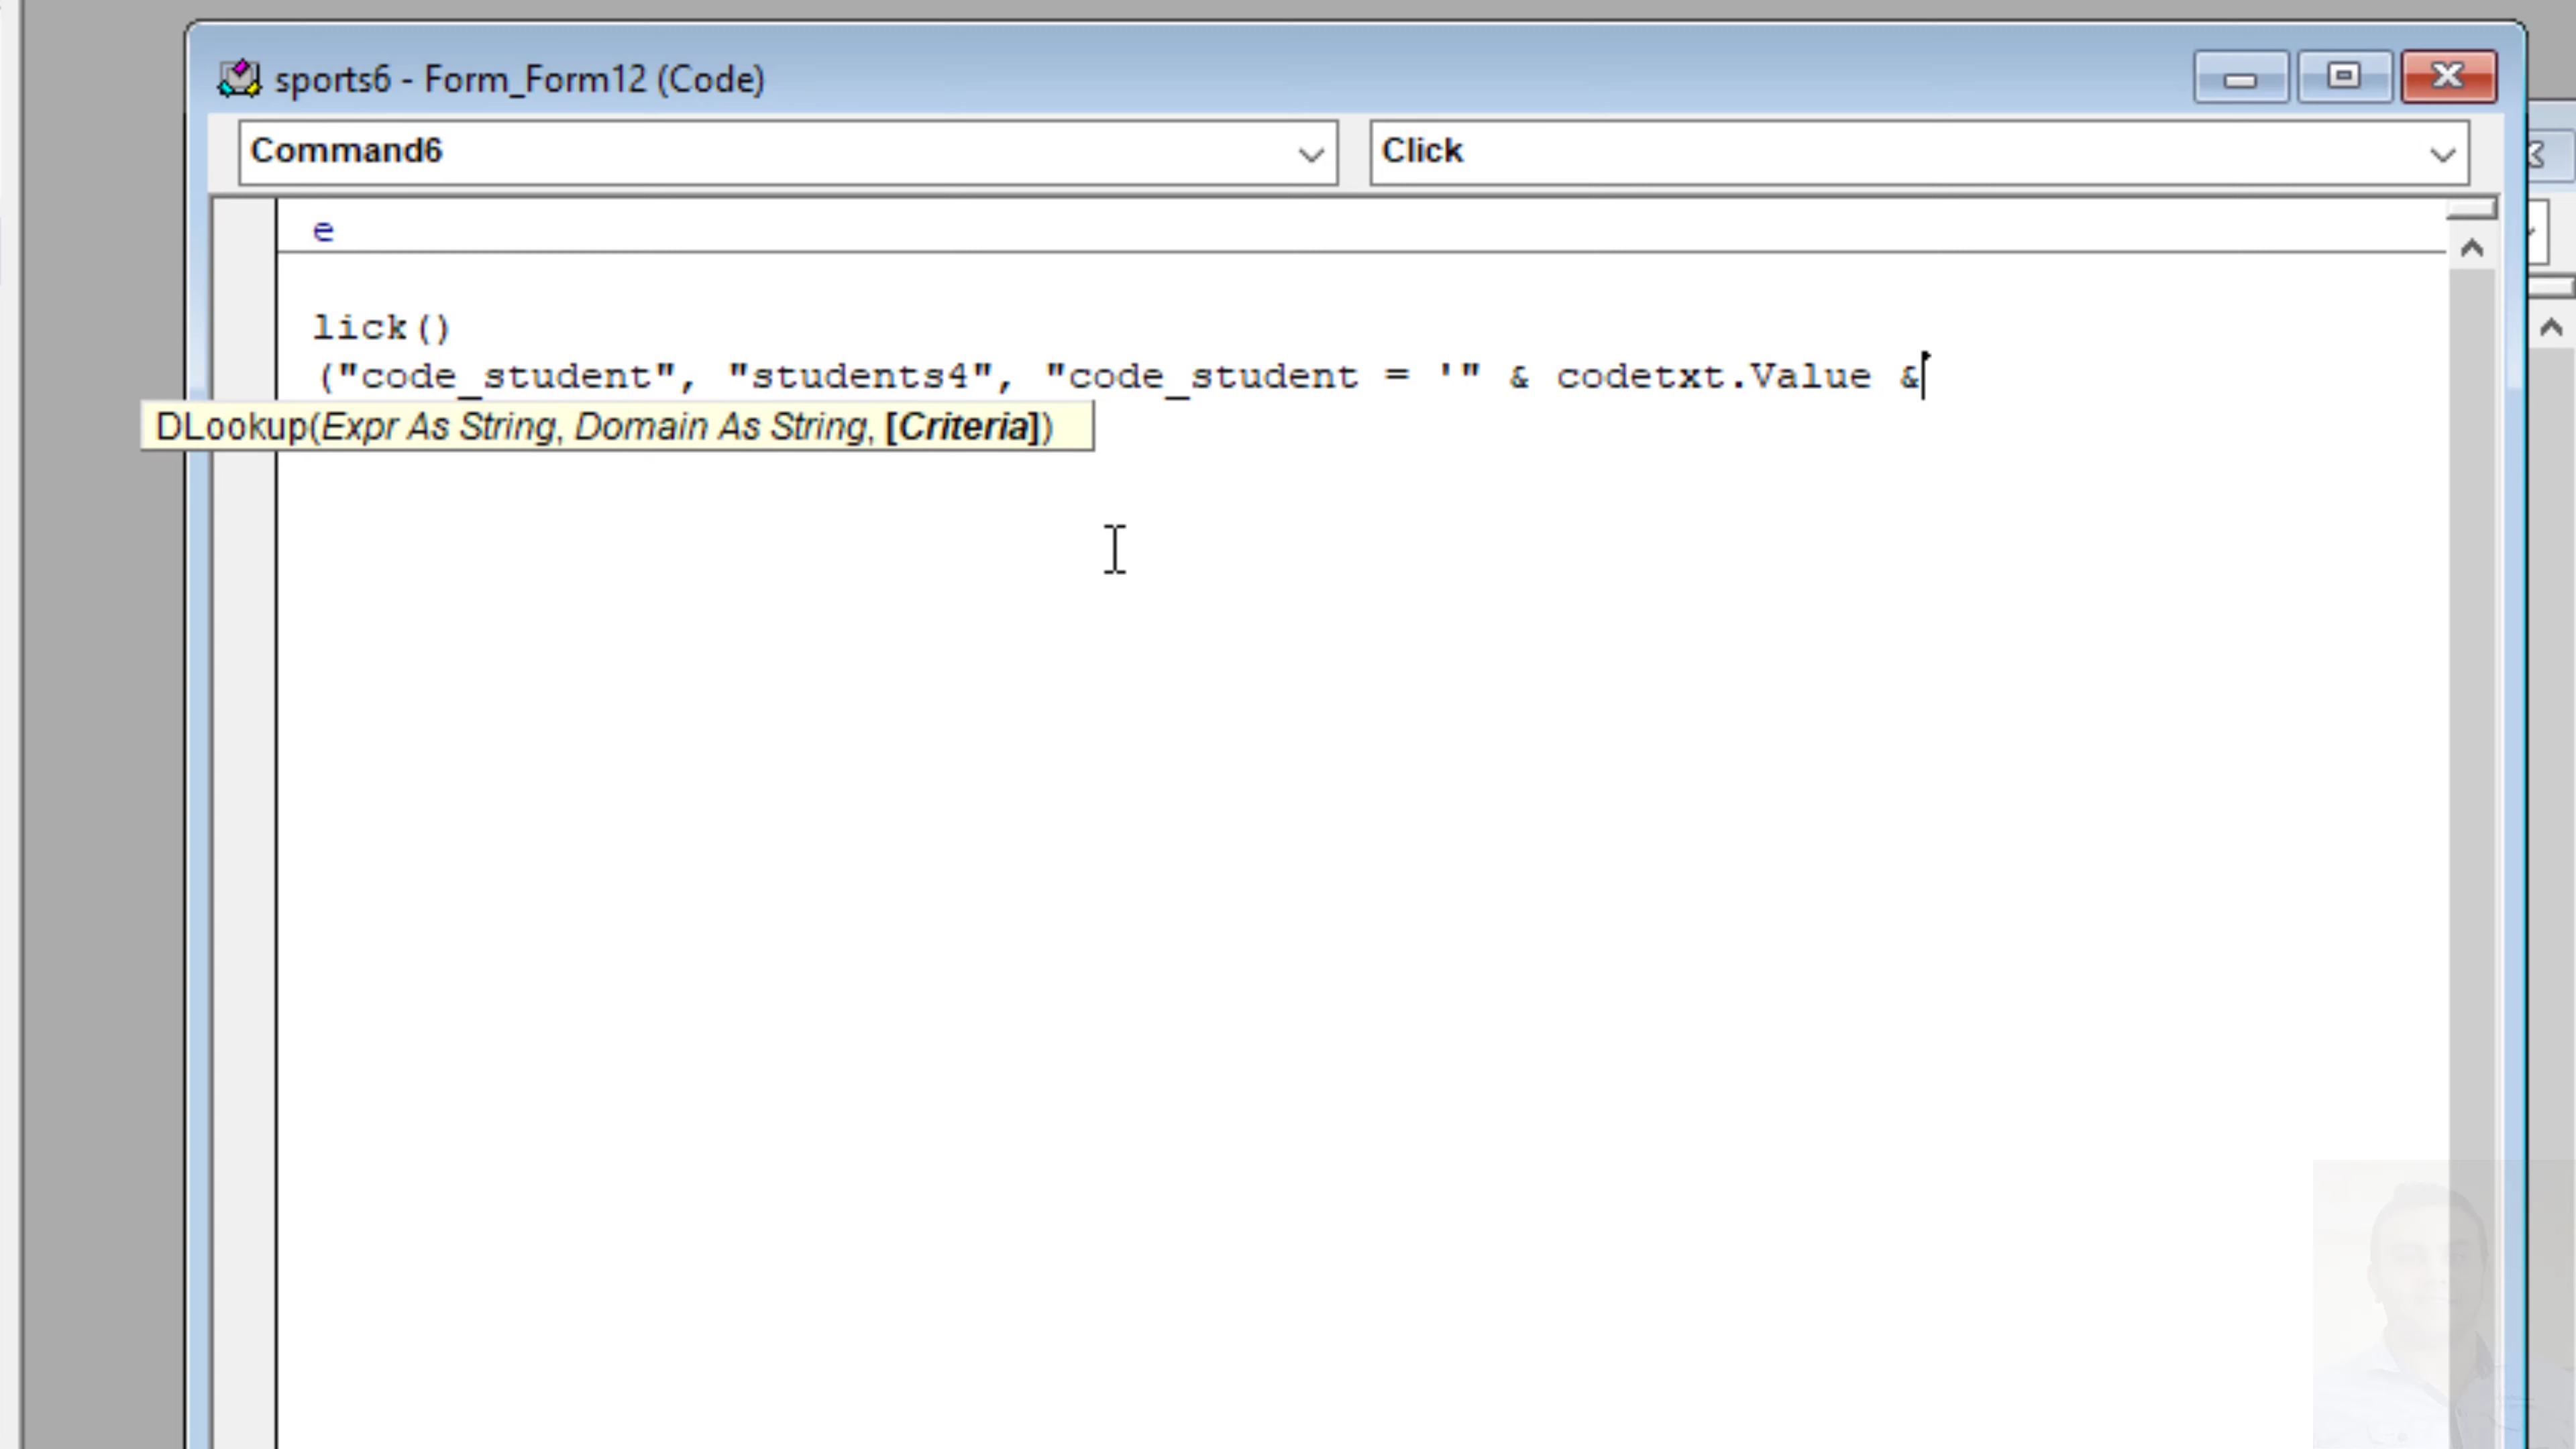 sports6 - Form_Form12 (Code)
Command6 Click
e
lick()
("code_student", "students4", "code_student = '" & codetxt.Value &
DLookup(Expr As String, Domain As String, [Criteria])